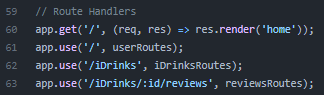 59 // Route Handlers
60 app.get('/', (req, res) => res.render('home'));
61 app.use('/', userRoutes);
62 app.use('/iDrinks', iDrinksRoutes);
63 app.use('/iDrinks/:id/reviews', reviewsRoutes);